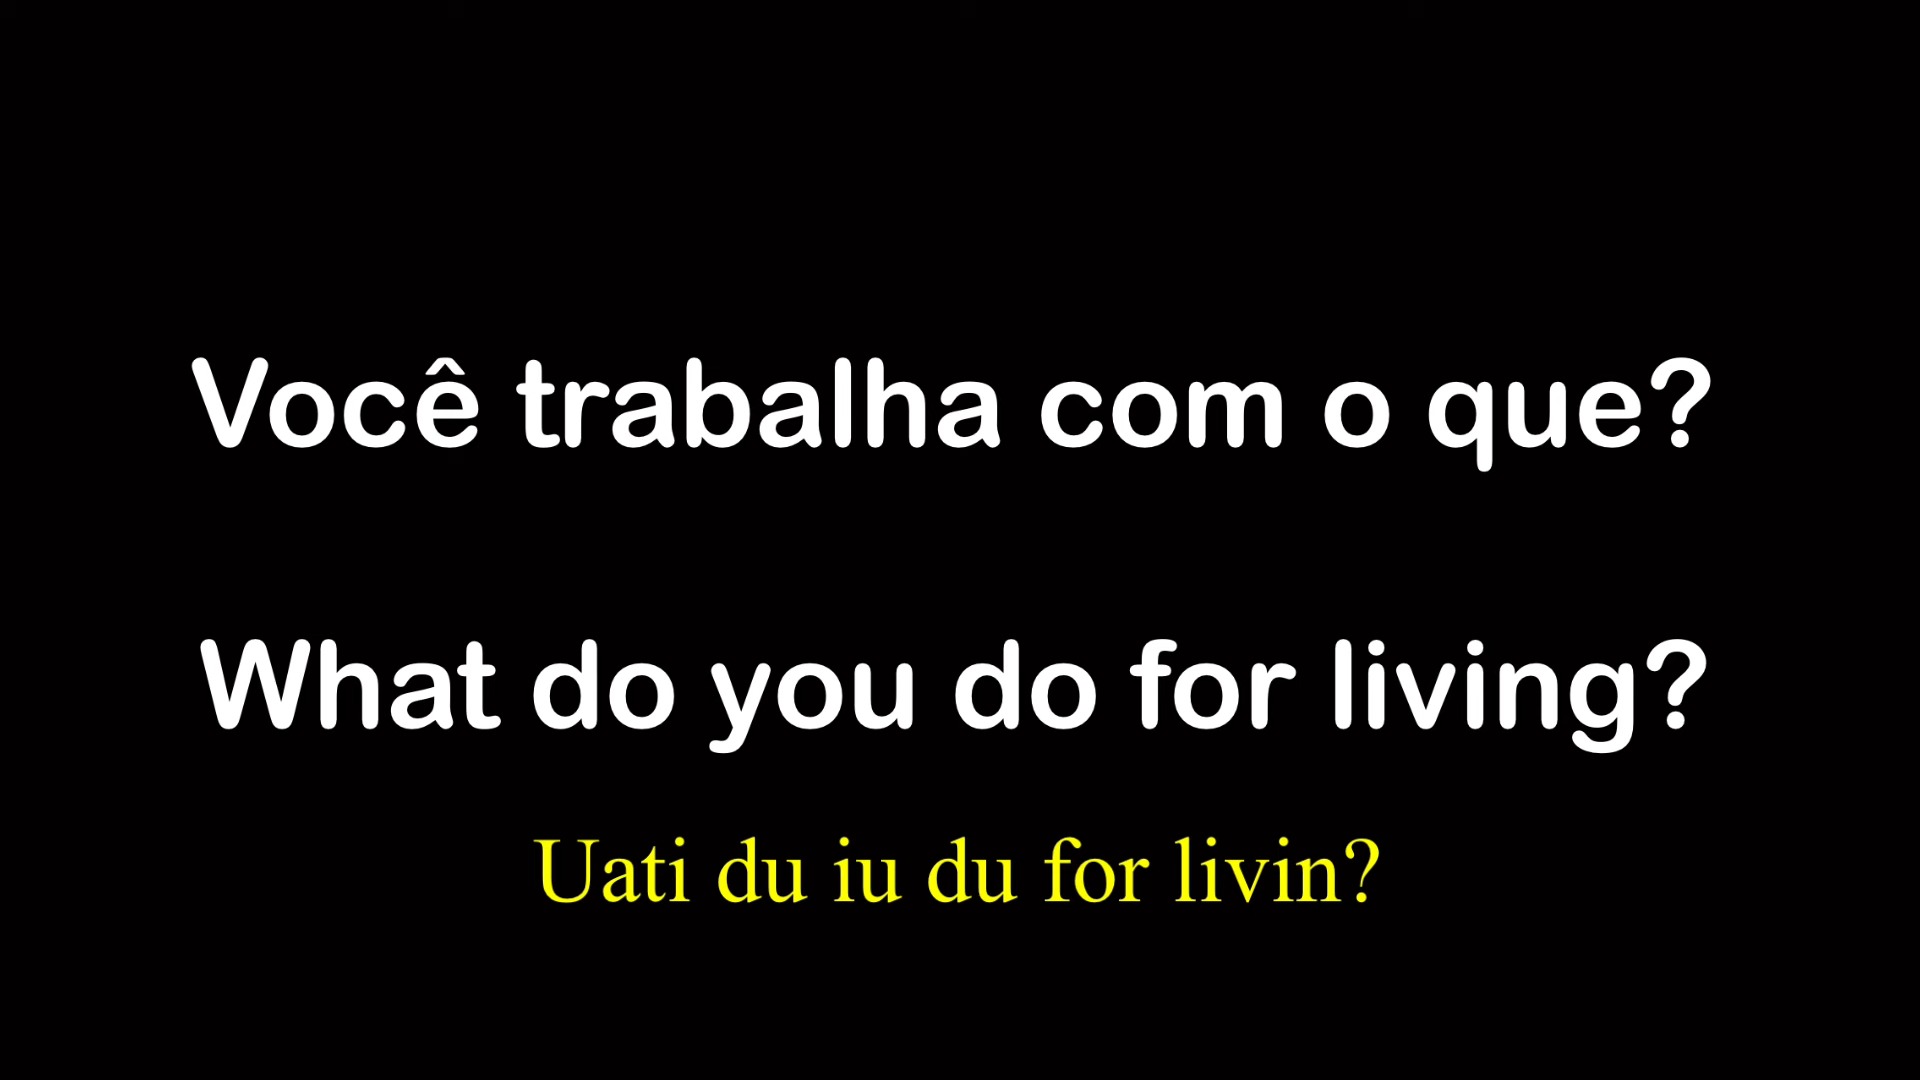 Você trabalha com o que?
What do you do for living?
Uati du iu du for livin?